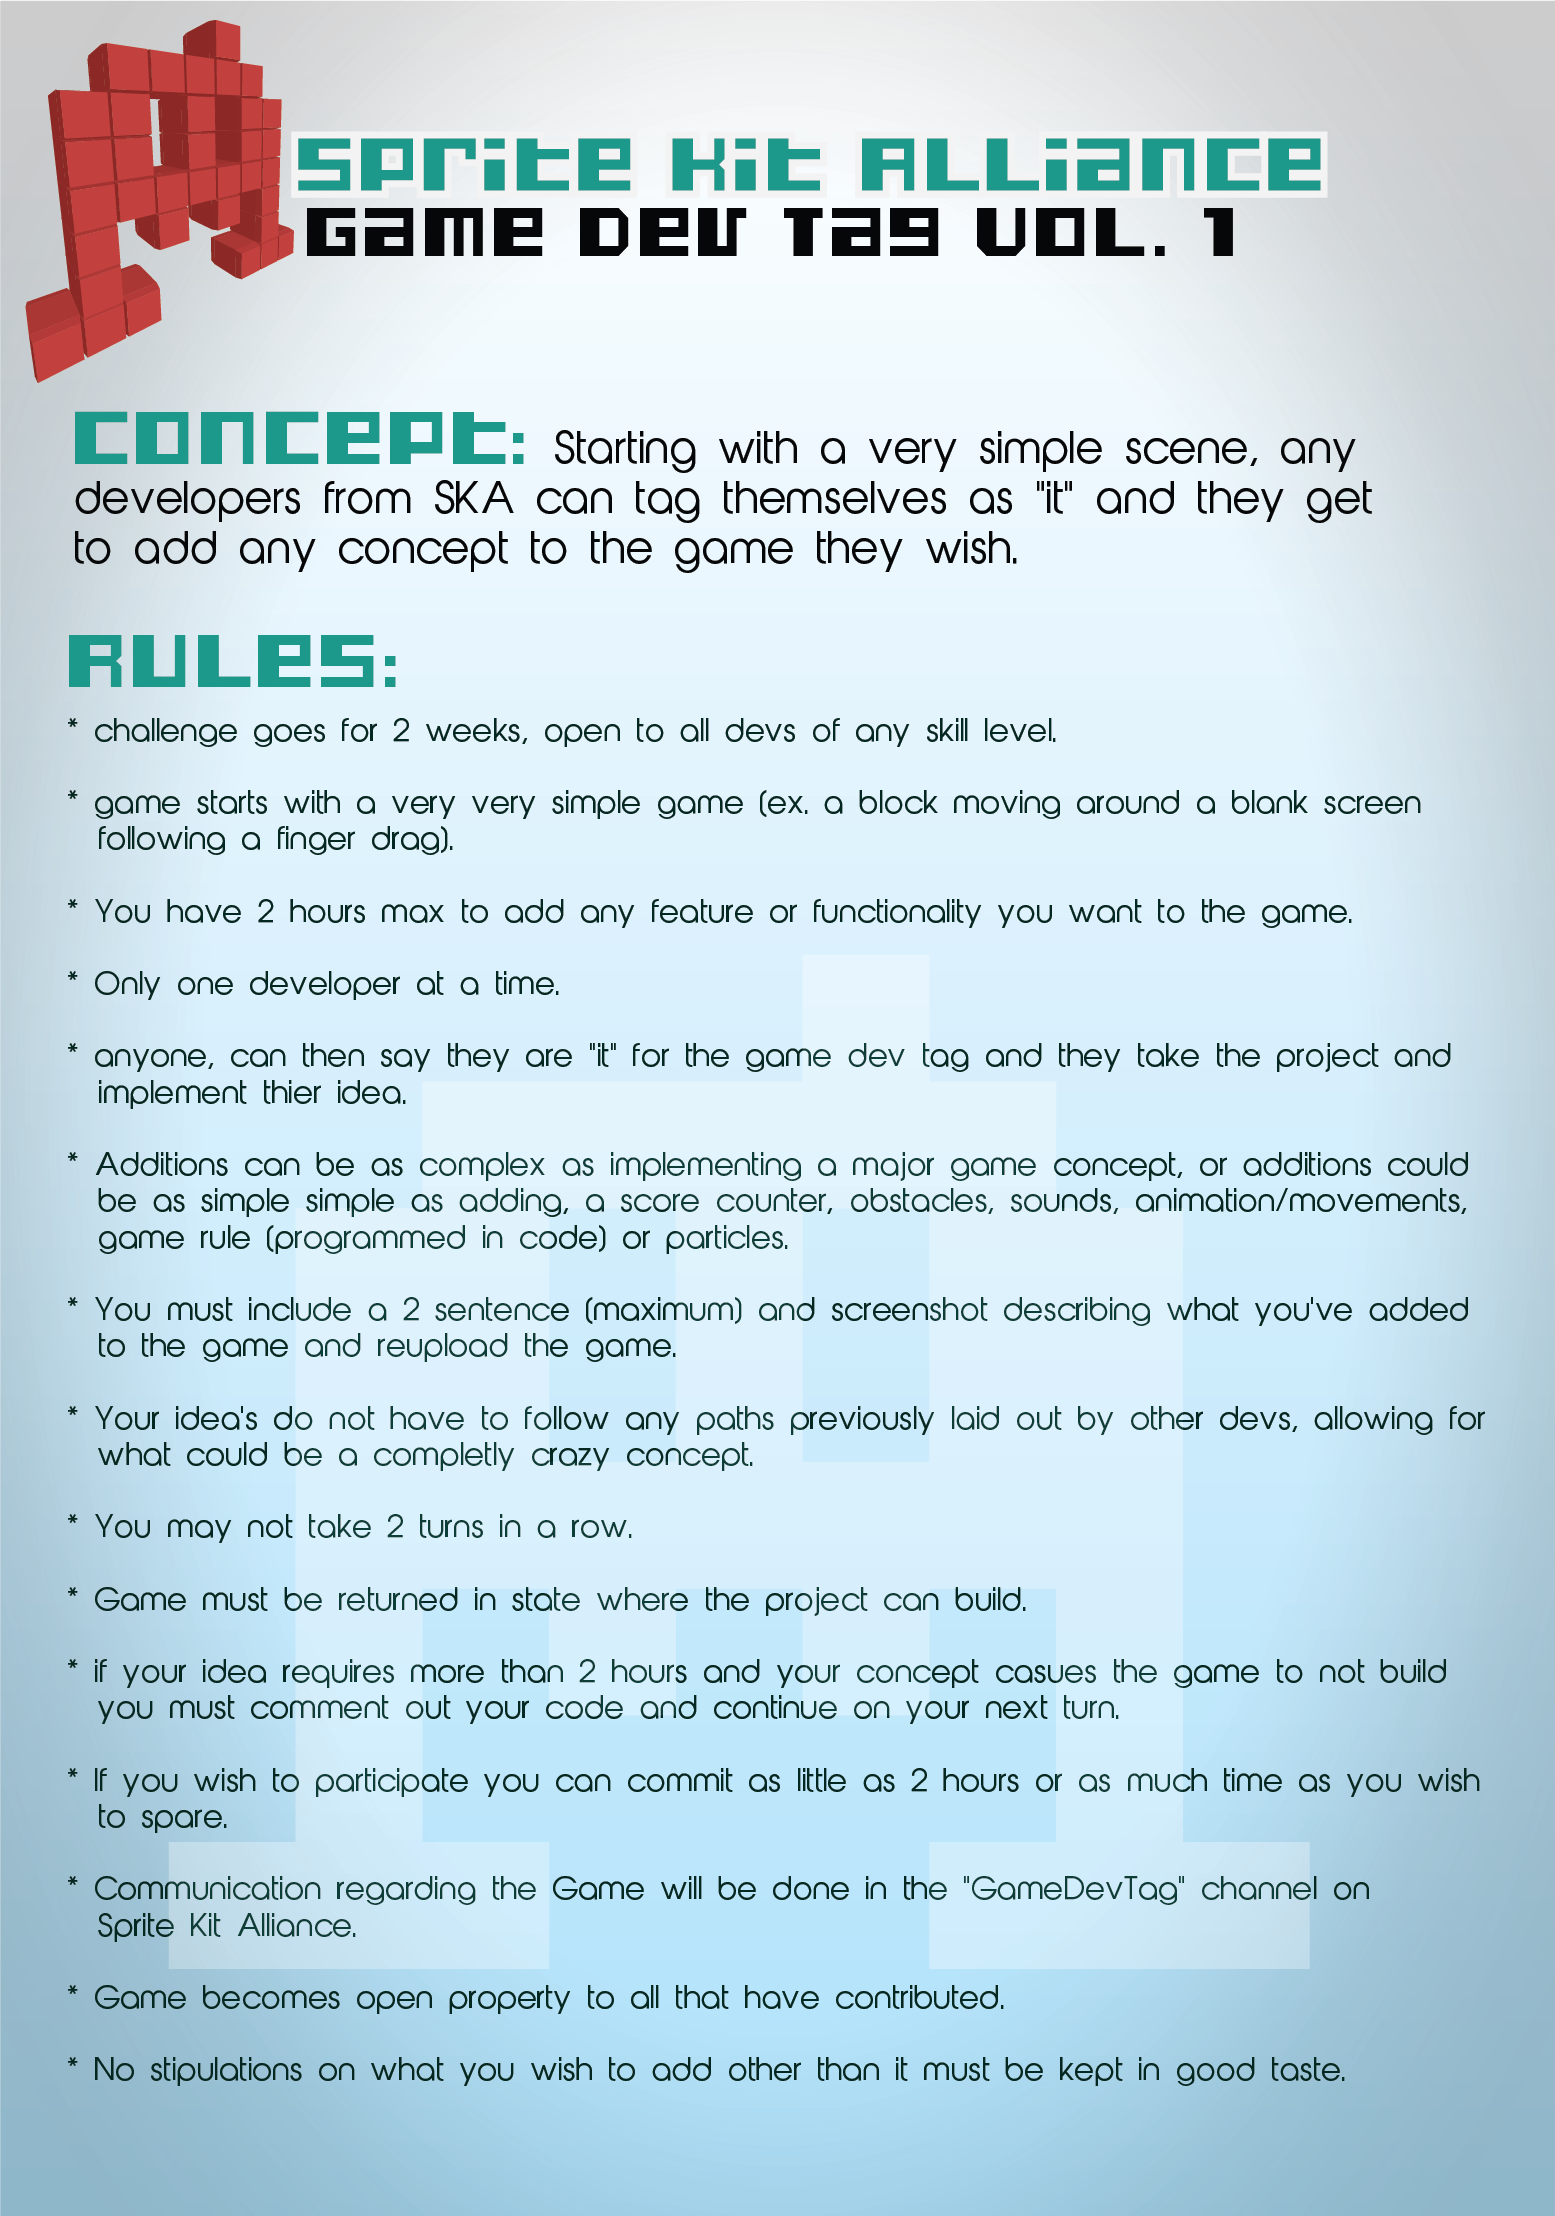 Sprite Kit Alliance
Game Dev Tag Vol. 1
Concept: Starting with a very simple scene, any
developers from SKA can tag themselves as "it" and they get
to add any concept to the game they wish.
Rules:
* challenge goes for 2 weeks, open to all devs of any skill level.
* game starts with a very very simple game (ex. a block moving around a blank screen
following a finger drag).
* You have 2 hours max to add any feature or functionality you want to the game.
* Only one developer at a time.
* anyone, can then say they are "it" for the game dev tag and they take the project and
implement thier idea.
* Additions can be as complex as implementing a major game concept, or additions could
be as simple simple as adding, a score counter, obstacles, sounds, animation/movements,
game rule (programmed in code) or particles.
* You must include a 2 sentence (maximum) and screenshot describing what you've added
to the game and reupload the game.
* Your idea's do not have to follow any paths previously laid out by other devs, allowing for
what could be a completly crazy concept.
* You may not take 2 turns in a row.
* Game must be returned in state where the project can build.
* if your idea requires more than 2 hours and your concept casues the game to not build
you must comment out your code and continue on your next turn.
* If you wish to participate you can commit as little as 2 hours or as much time as you wish
to spare.
* Communication regarding the Game will be done in the "GameDevTag" channel on
Sprite Kit Alliance.
* Game becomes open property to all that have contributed.
* No stipulations on what you wish to add other than it must be kept in good taste.